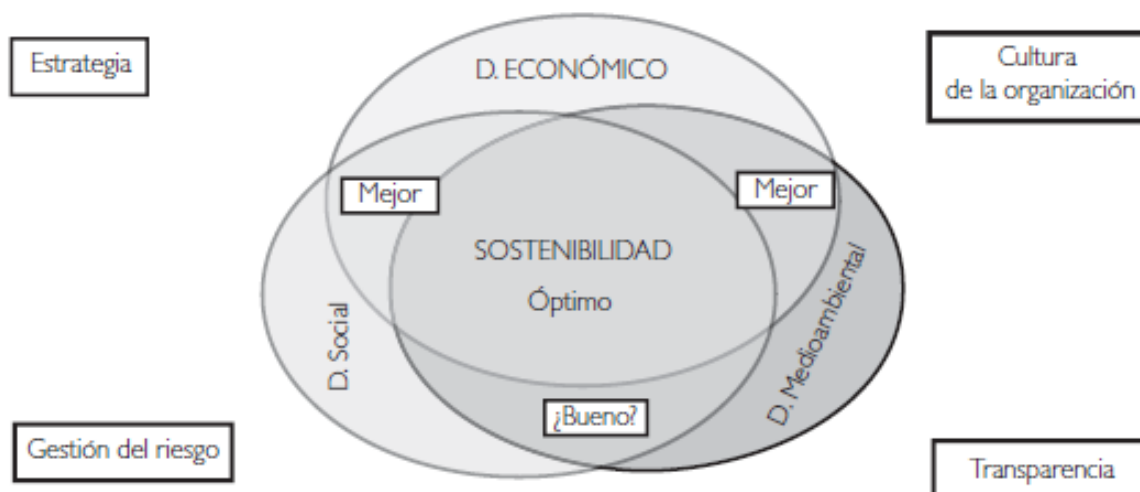 Estrategia
D. ECONÓMICO
Cultura
de la organización
Mejor
Mejor
SOSTENIBILIDAD
Óptimo
D. Social
D. Medioambiental
¿Bueno?
Gestión del riesgo
Transparencia